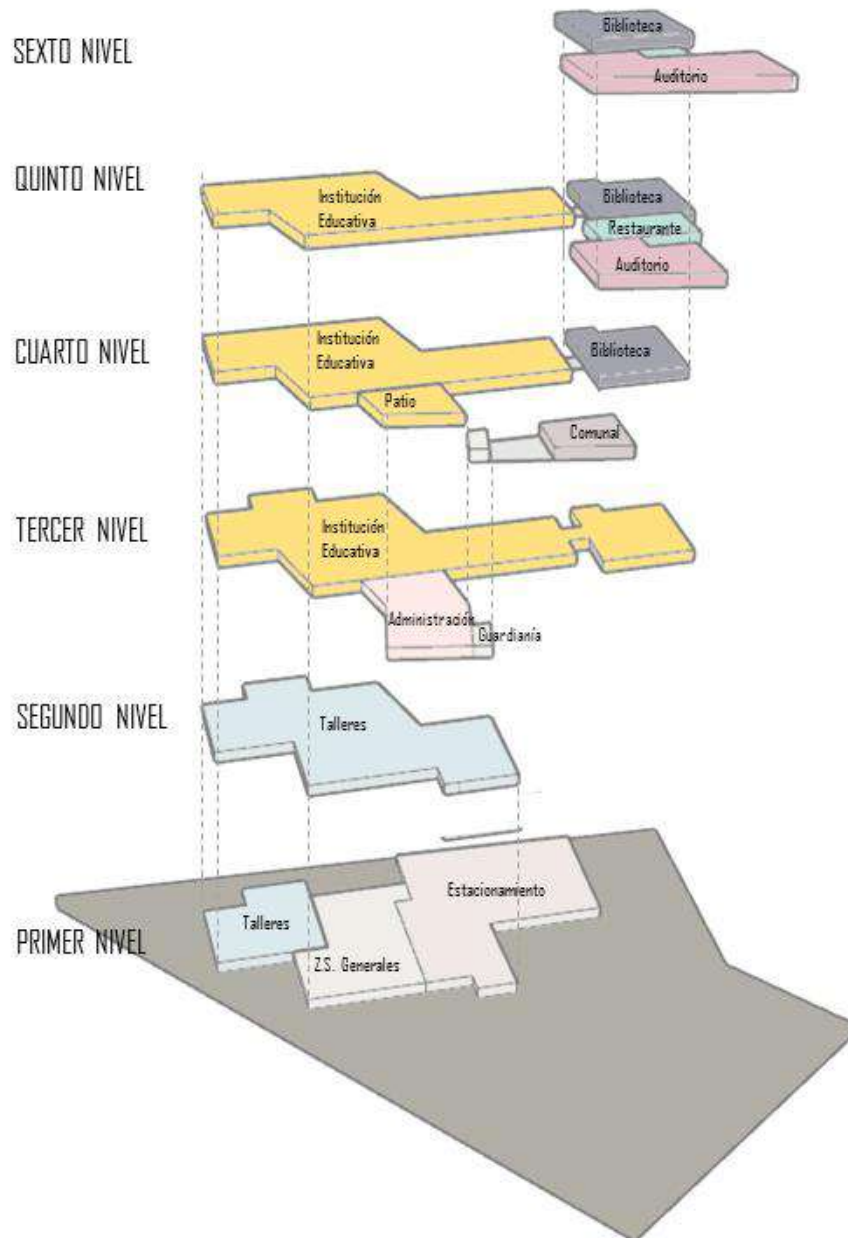 SEXTO NIVEL
Biblioteca
Auditorio
QUINTO NIVEL
Institución
Educativa
Biblioteca
Restaurante
Auditorio
CUARTO NIVEL
Institución
Educativa
Biblioteca
Patio
Comunal
TERCER NIVEL
Institución
Educativa
Administración
Guardianía
SEGUNDO NIVEL
Talleres
PRIMER NIVEL
Estacionamiento
Talleres
Z.S. Generales